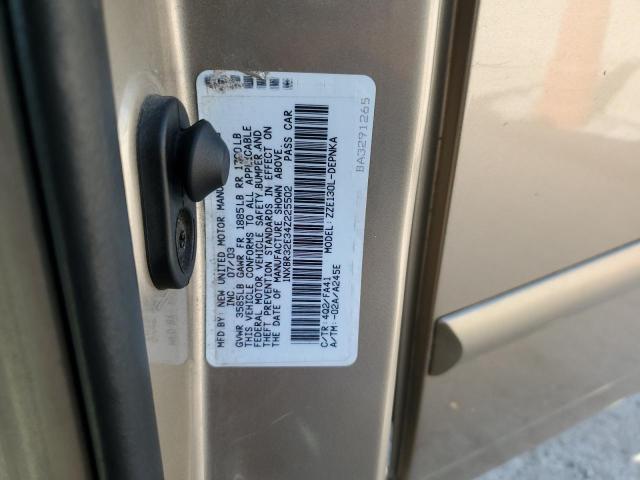 MFD BY: NEW UNITED MOTOR MANU
INC 07/03
GVWR 3585LB GAWR FR 1885LB RR LB
THIS VEHICLE CONFORMS TO ALL APPLICABLE
FEDERAL MOTOR VEHICLE SAFETY, BUMPER AND
THEFT PREVENTION STANDARDS IN EFFECT ON
THE DATE OF MANUFACTURE SHOWN ABOVE.
1NXBR32E34Z225502 PASS CAR
MODEL: ZZE130L-DEPNKA
C/TR: 4Q2/FA41
A/TM: -02A/A245E
BA3291265